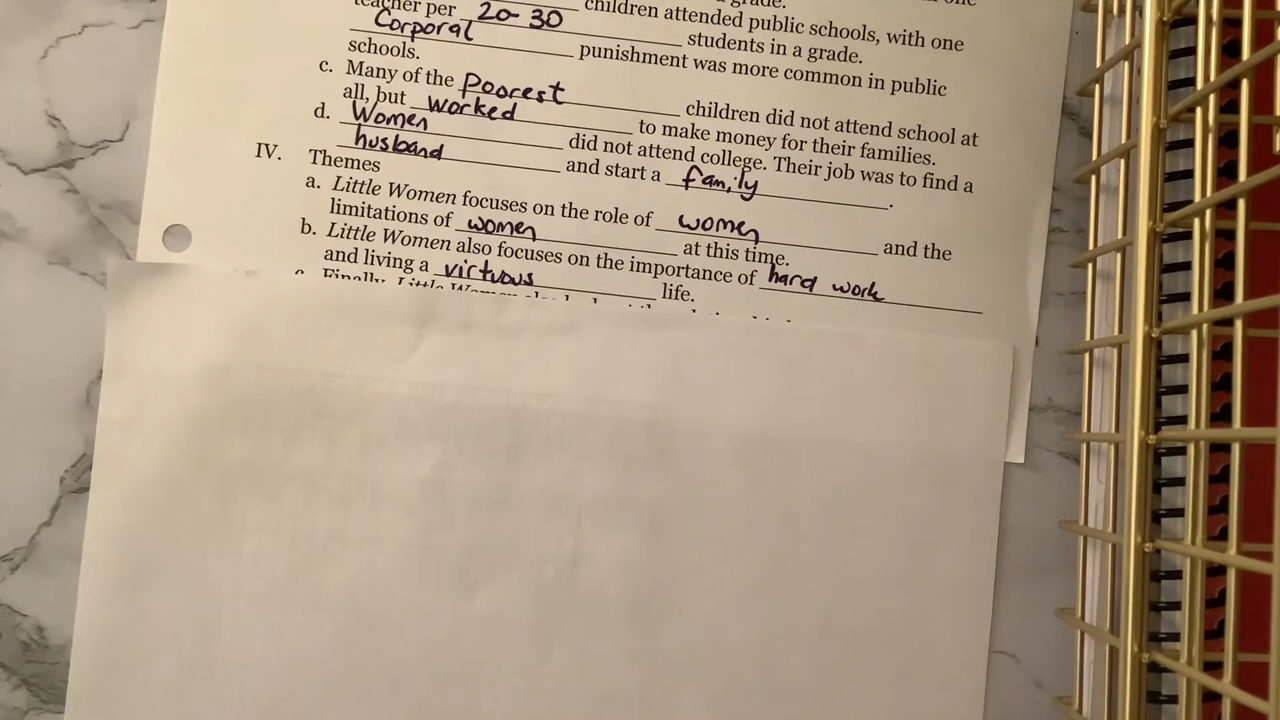 teacher per 20-30 children attended public schools, with one
Corporal students in a grade.
schools. punishment was more common in public
c. Many of the Poorest children did not attend school at
all, but worked to make money for their families.
d. Women did not attend college. Their job was to find a
husband and start a family.
IV. Themes
a. Little Women focuses on the role of women and the
limitations of women at this time.
b. Little Women also focuses on the importance of hard work
and living a virtuous life.
Finally, Little Women also